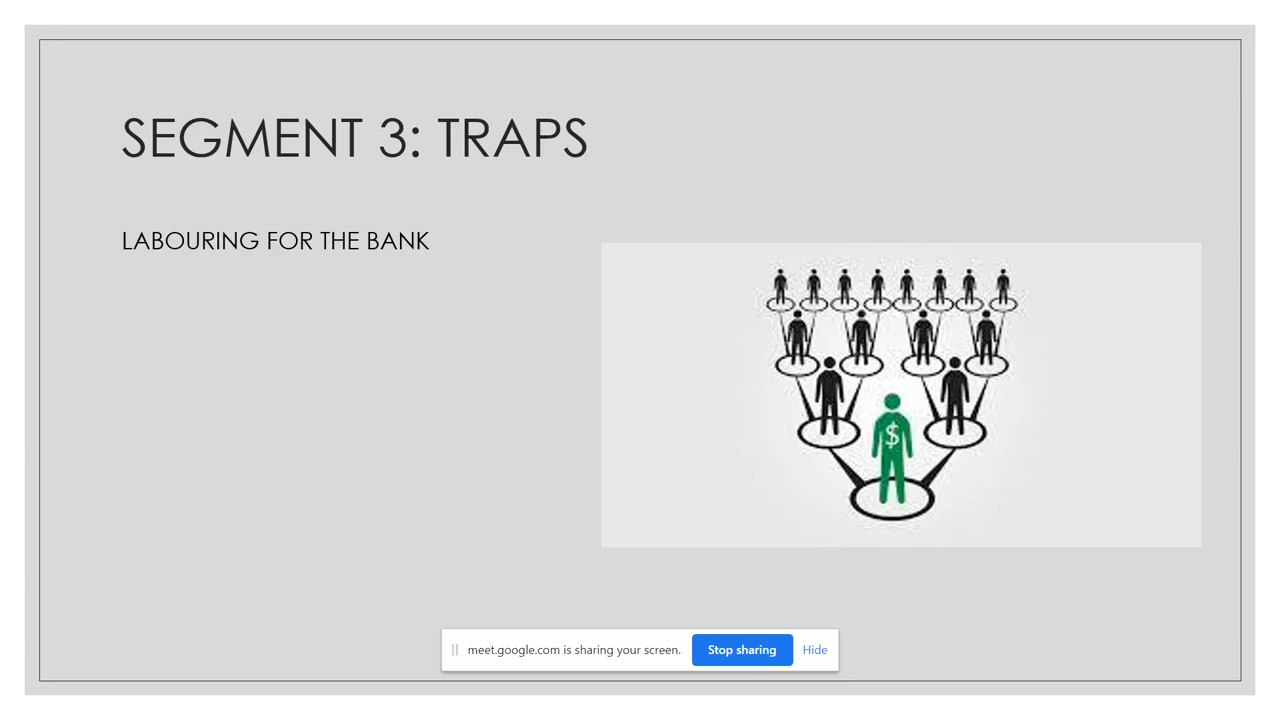 SEGMENT 3: TRAPS
LABOURING FOR THE BANK
$
meet.google.com is sharing your screen. Stop sharing Hide